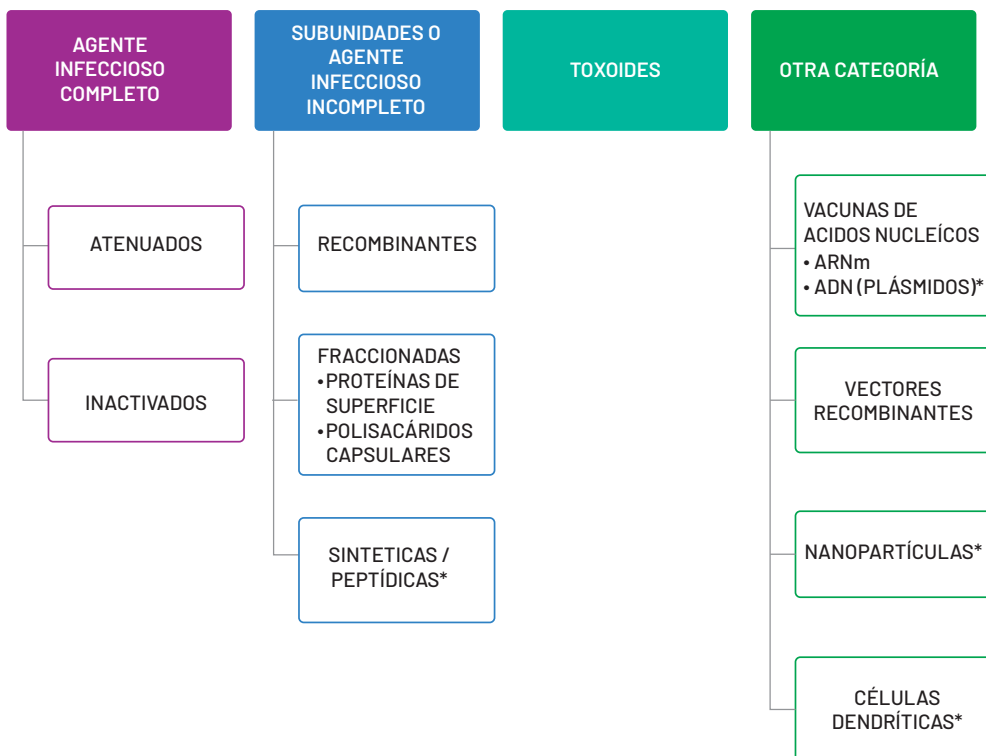 AGENTE
INFECCIOSO
COMPLETO
ATENUADOS
INACTIVADOS
SUBUNIDADES O
AGENTE
INFECCIOSO
INCOMPLETO
RECOMBINANTES
FRACCIONADAS
•PROTEÍNAS DE
SUPERFICIE
•POLISACÁRIDOS
CAPSULARES
SINTETICAS /
PEPTÍDICAS*
TOXOIDES
OTRA CATEGORÍA
VACUNAS DE
ACIDOS NUCLEÍCOS
• ARNm
• ADN (PLÁSMIDOS)*
VECTORES
RECOMBINANTES
NANOPARTÍCULAS*
CÉLULAS
DENDRÍTICAS*